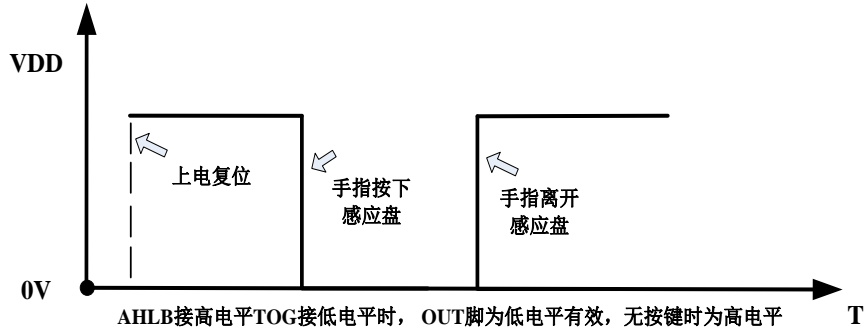 VDD
上电复位
手指按下
感应盘
手指离开
感应盘
0V
T
AHLB接高电平TOG接低电平时， OUT脚为低电平有效，无按键时为高电平